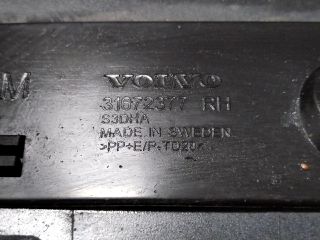 M
VOLVO
31672377 RH
S3DHA
MADE IN SWEDEN
>PP+E/P-TD20<